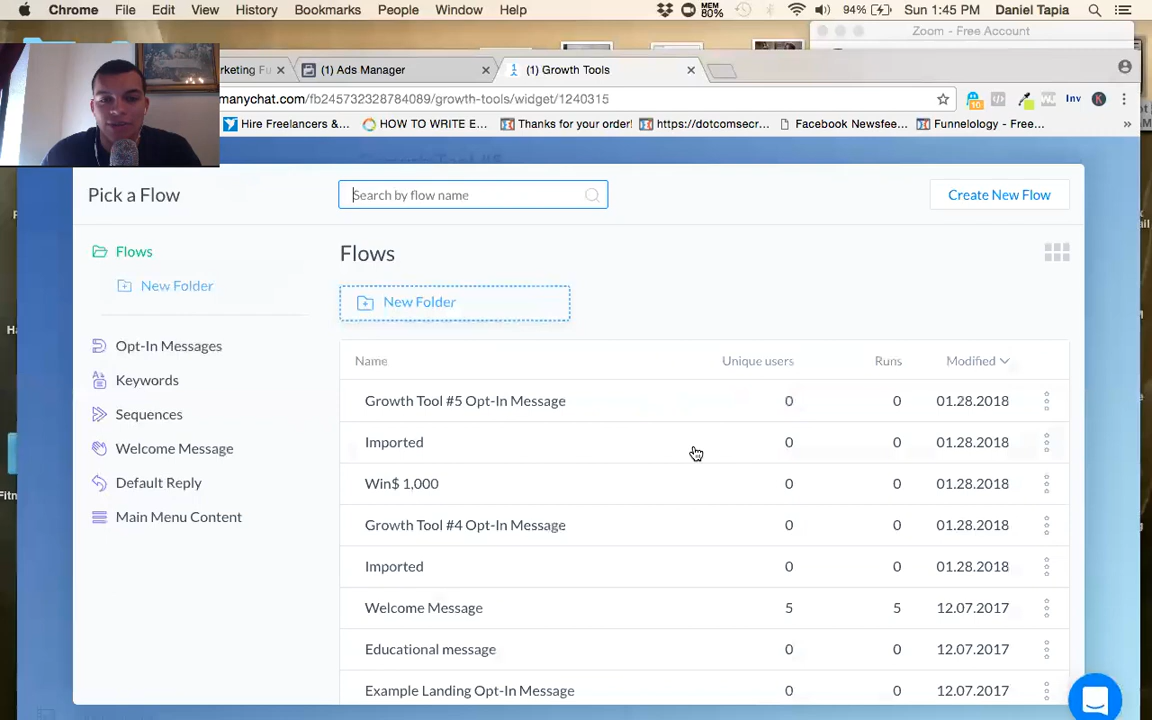 Chrome File Edit View History Bookmarks People Window Help MEM 80% 94% Sun 1:45 PM Daniel Tapia
Zoom - Free Account
arketing Fu (1) Ads Manager (1) Growth Tools
manychat.com/fb245732328784089/growth-tools/widget/1240315 10 Inv K
Hire Freelancers &... HOW TO WRITE E... Thanks for your order! https://dotcomsecr... Facebook Newsfee... Funnelology - Free...
Pick a Flow Search by flow name Create New Flow
Flows Flows
New Folder New Folder
Opt-In Messages Name Unique users Runs Modified
Keywords Growth Tool #5 Opt-In Message 0 0 01.28.2018
Sequences Imported 0 0 01.28.2018
Welcome Message Win$ 1,000 0 0 01.28.2018
Default Reply Growth Tool #4 Opt-In Message 0 0 01.28.2018
Main Menu Content Imported 0 0 01.28.2018
Welcome Message 5 5 12.07.2017
Educational message 0 0 12.07.2017
Example Landing Opt-In Message 0 0 12.07.2017